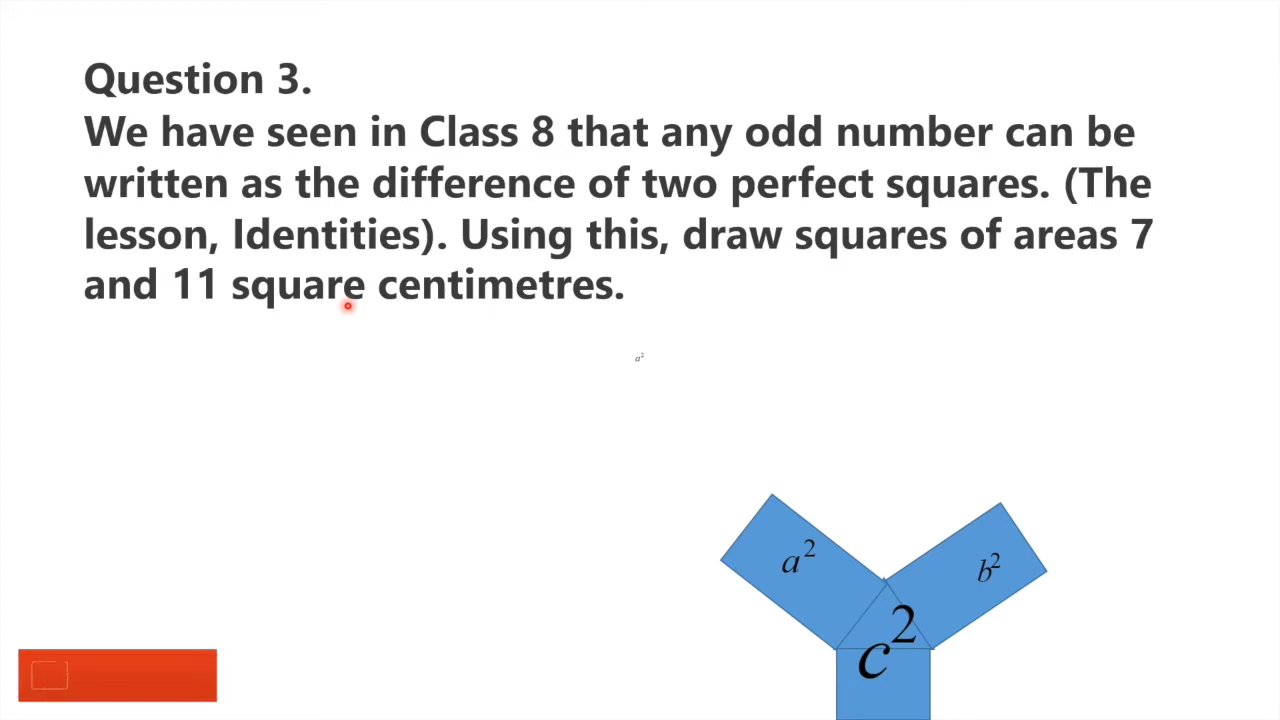 Question 3.
We have seen in Class 8 that any odd number can be
written as the difference of two perfect squares. (The
lesson, Identities). Using this, draw squares of areas 7
and 11 square centimetres.
a²
a²
b²
c²